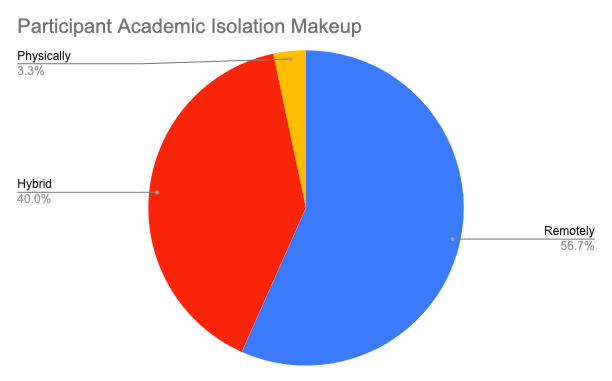 Participant Academic Isolation Makeup
Physically
3.3%
Hybrid
40.0%
Remotely
56.7%